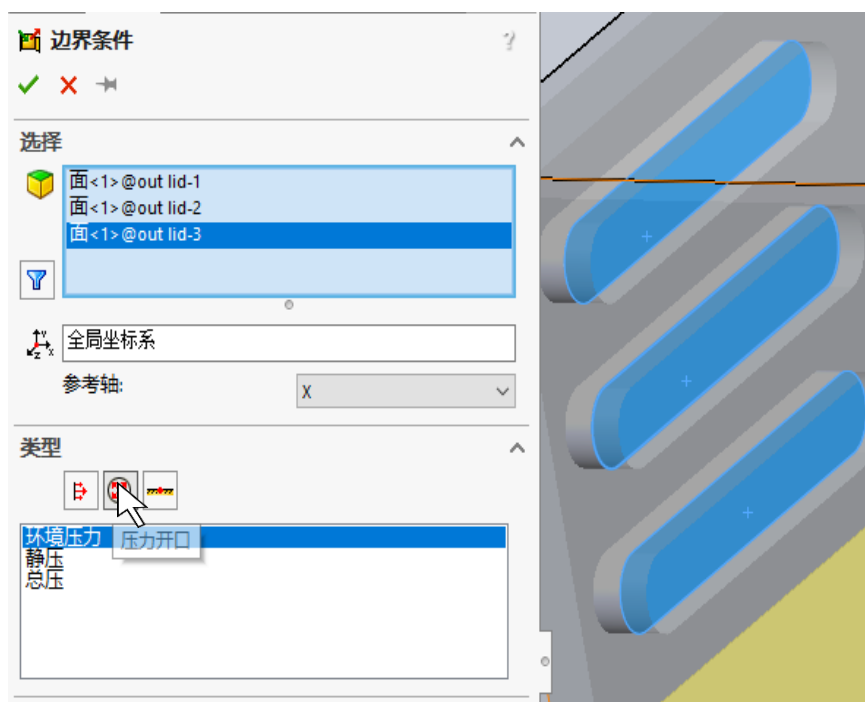 边界条件
?
选择
面<1>@out lid-1
面<1>@out lid-2
面<1>@out lid-3
Y
Z X
全局坐标系
参考轴:
X
类型
环境压力
压力开口
静压
总压